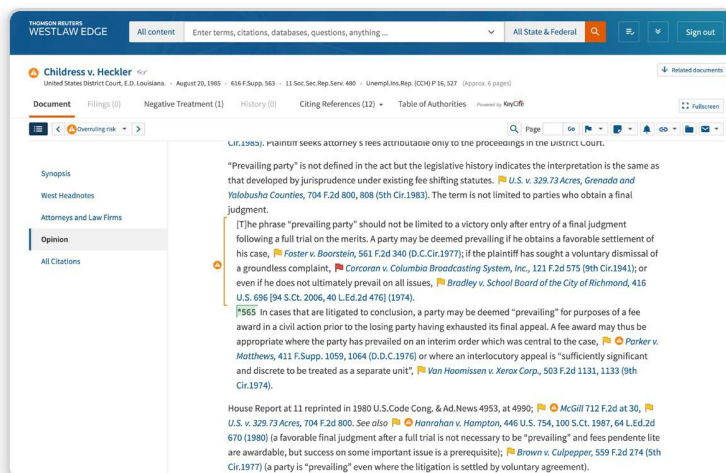 THOMSON REUTERS
WESTLAW EDGE
All content
Enter terms, citations, databases, questions, anything ...
All State & Federal
Sign out
Childress v. Heckler
United States District Court, E.D. Louisiana. · August 20, 1985 · 616 F.Supp. 563 · 11 Soc.Sec.Rep.Serv. 480 · Unempl.Ins.Rep. (CCH) P 16, 527 (Approx. 6 pages)
Related documents
Document
Filings (0)
Negative Treatment (1)
History (0)
Citing References (12)
Table of Authorities
Powered by KeyCite
Fullscreen
Overruling risk
Page
Go
Synopsis
West Headnotes
Attorneys and Law Firms
Opinion
All Citations
Cir.1985). Plaintiff seeks attorney's fees attributable only to the proceedings in the District Court.
“Prevailing party” is not defined in the act but the legislative history indicates the interpretation is the same as
that developed by jurisprudence under existing fee shifting statutes. U.S. v. 329.73 Acres, Grenada and
Yalobusha Counties, 704 F.2d 800, 808 (5th Cir.1983). The term is not limited to parties who obtain a final
judgment.
[T]he phrase “prevailing party” should not be limited to a victory only after entry of a final judgment
following a full trial on the merits. A party may be deemed prevailing if he obtains a favorable settlement of
his case, Foster v. Boorstein, 561 F.2d 340 (D.C.Cir.1977); if the plaintiff has sought a voluntary dismissal of
a groundless complaint, Corcoran v. Columbia Broadcasting System, Inc., 121 F.2d 575 (9th Cir.1941); or
even if he does not ultimately prevail on all issues, Bradley v. School Board of the City of Richmond, 416
U.S. 696 [94 S.Ct. 2006, 40 L.Ed.2d 476] (1974).
*565 In cases that are litigated to conclusion, a party may be deemed “prevailing” for purposes of a fee
award in a civil action prior to the losing party having exhausted its final appeal. A fee award may thus be
appropriate where the party has prevailed on an interim order which was central to the case, Parker v.
Matthews, 411 F.Supp. 1059, 1064 (D.D.C.1976) or where an interlocutory appeal is “sufficiently significant
and discrete to be treated as a separate unit”, Van Hoomissen v. Xerox Corp., 503 F.2d 1131, 1133 (9th
Cir.1974).
House Report at 11 reprinted in 1980 U.S.Code Cong. & Ad.News 4953, at 4990; McGill 712 F.2d at 30,
U.S. v. 329.73 Acres, 704 F.2d 800. See also Hanrahan v. Hampton, 446 U.S. 754, 100 S.Ct. 1987, 64 L.Ed.2d
670 (1980) (a favorable final judgment after a full trial is not necessary to be “prevailing” and fees pendente lite
are awardable, but success on some important issue is a prerequisite); Brown v. Culpepper, 559 F.2d 274 (5th
Cir.1977) (a party is “prevailing” even where the litigation is settled by voluntary agreement).